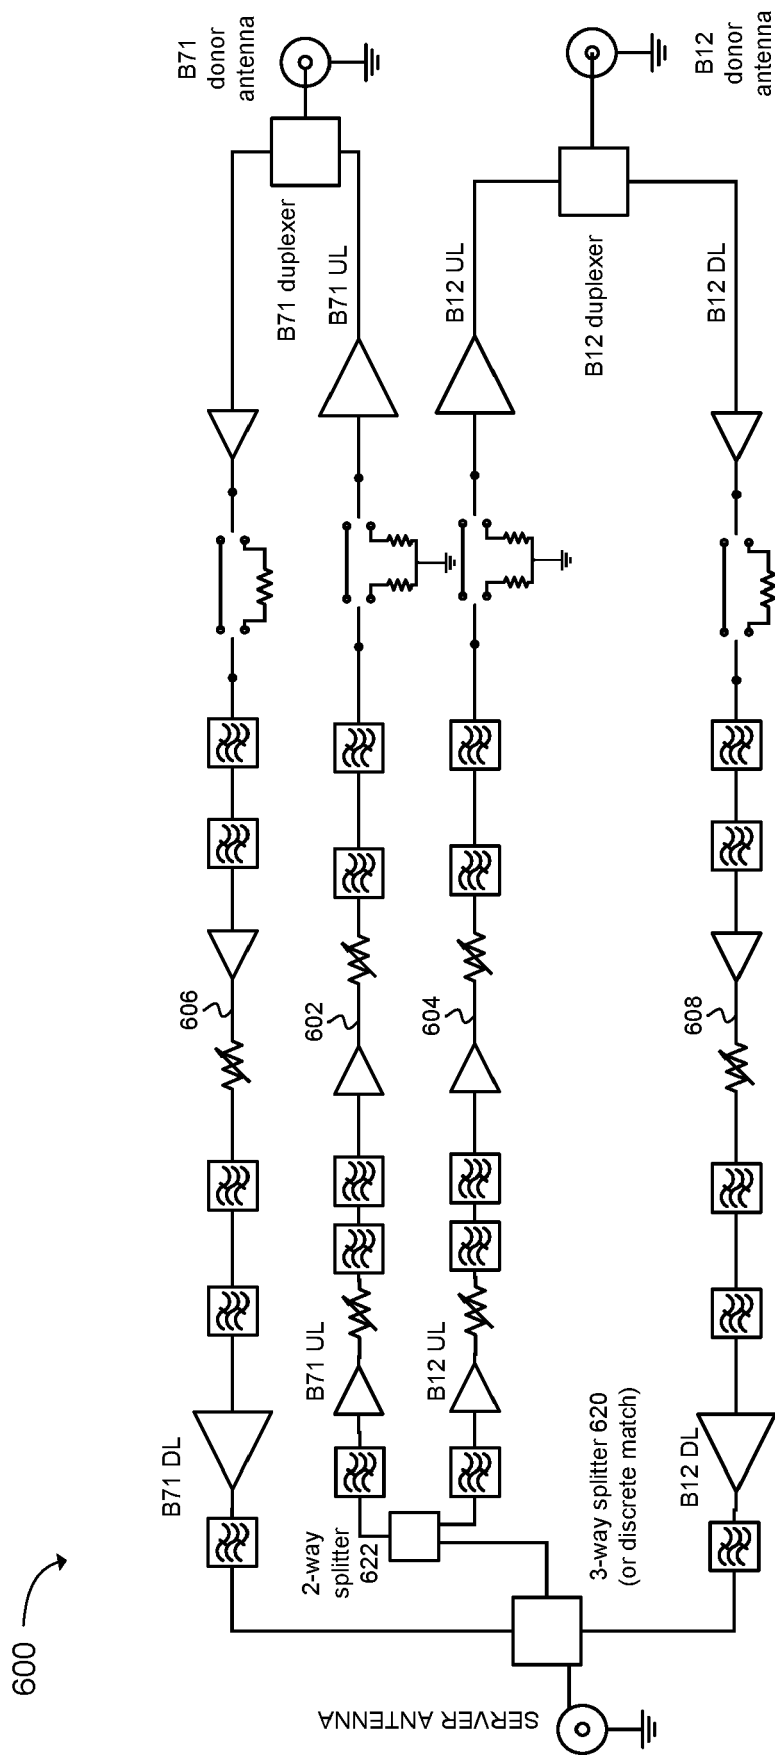 600
SERVER ANTENNA
3-way splitter 620
(or discrete match)
2-way
splitter
622
B71 DL
606
B71 UL
602
B71 UL
B71 duplexer
B71
donor
antenna
B12 UL
604
B12 UL
B12 duplexer
B12
donor
antenna
B12 DL
608
B12 DL